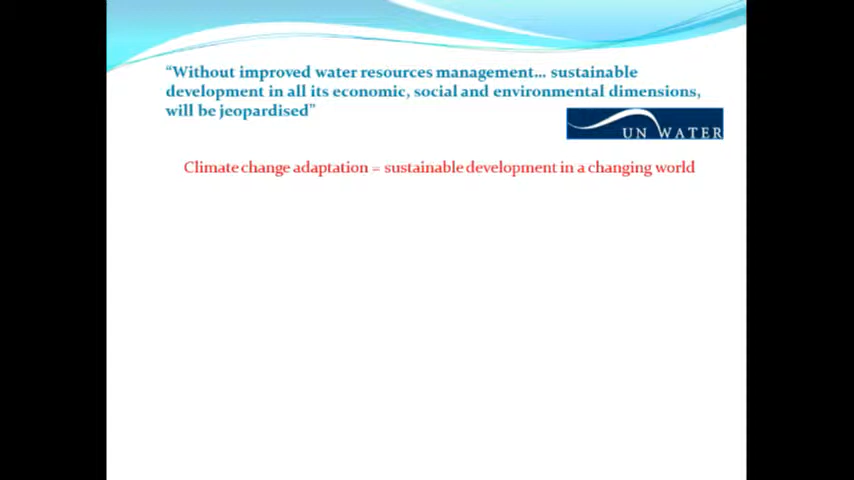 “Without improved water resources management... sustainable
development in all its economic, social and environmental dimensions,
will be jeopardised”
UN WATER
Climate change adaptation = sustainable development in a changing world